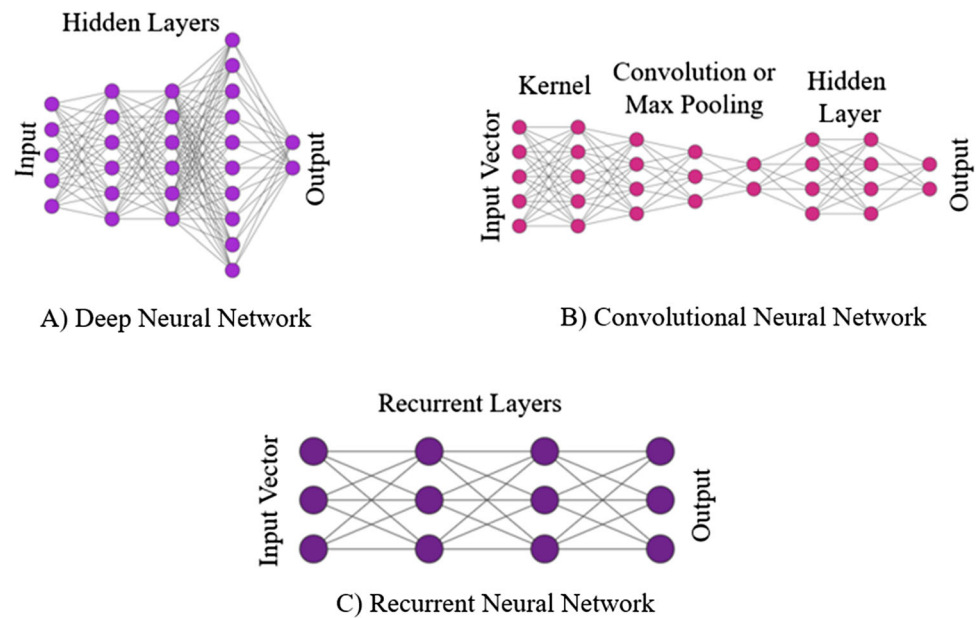 Hidden Layers
Input
Output
A) Deep Neural Network
Kernel
Convolution or
Max Pooling
Hidden
Layer
Input Vector
Output
B) Convolutional Neural Network
Recurrent Layers
Input Vector
Output
C) Recurrent Neural Network